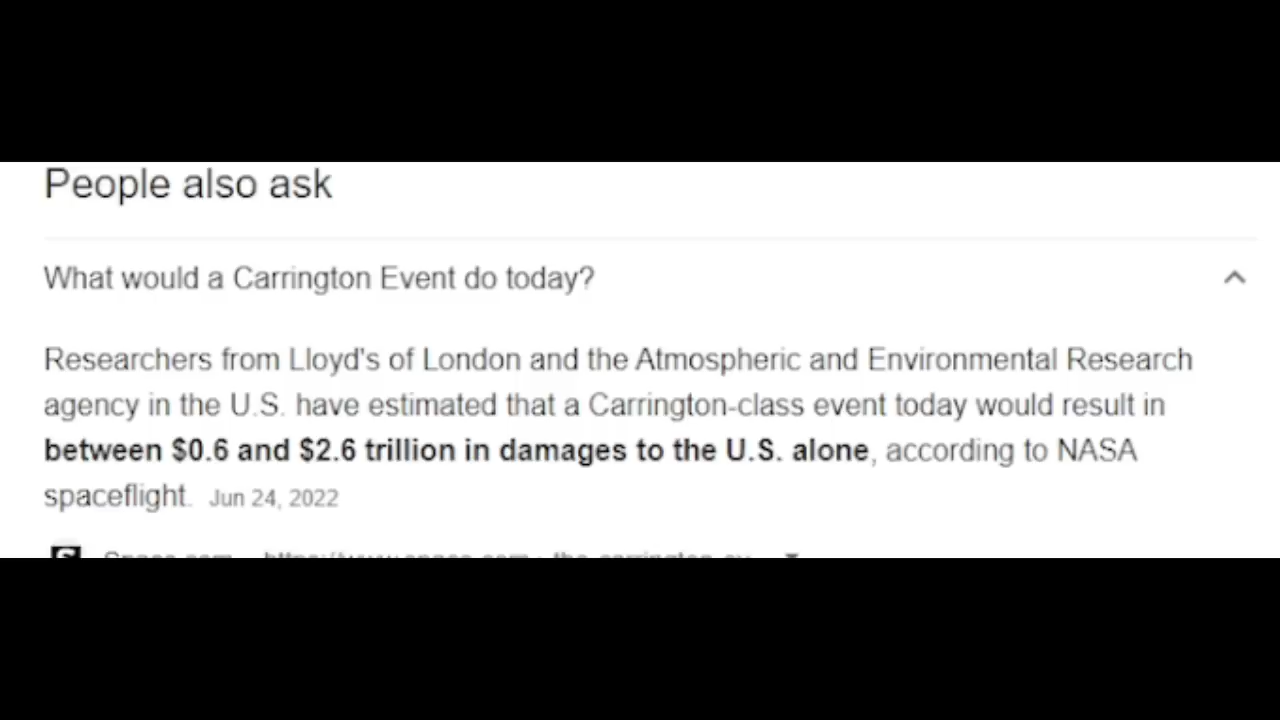 People also ask
What would a Carrington Event do today?
Researchers from Lloyd's of London and the Atmospheric and Environmental Research
agency in the U.S. have estimated that a Carrington-class event today would result in
between $0.6 and $2.6 trillion in damages to the U.S. alone, according to NASA
spaceflight. Jun 24, 2022